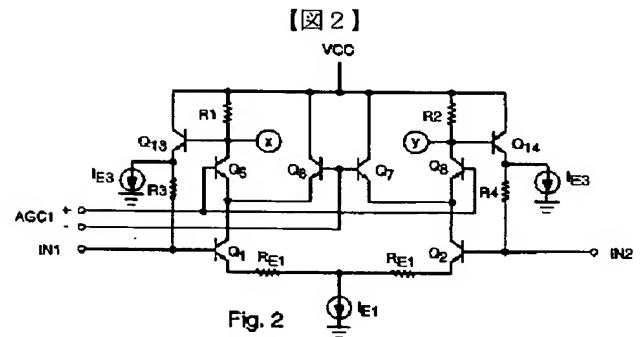 【図2】
VCC
R1
R2
Q13
x
y
Q14
IE3
R3
Q5
Q6
Q7
Q8
R4
IE3
AGC1 +
-
IN1
Q1
RE1
RE1
Q2
IN2
IE1
Fig. 2